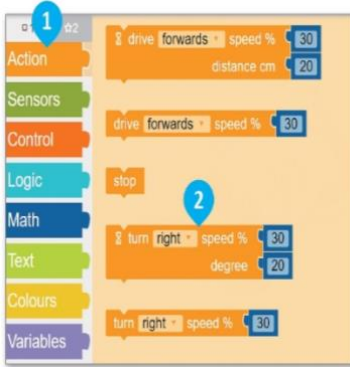 1
☆2
Action
Sensors
Control
Logic
Math
Text
Colours
Variables
drive forwards speed % 30
distance cm 20
drive forwards speed % 30
stop
2
turn right speed % 30
degree 20
turn right speed % 30